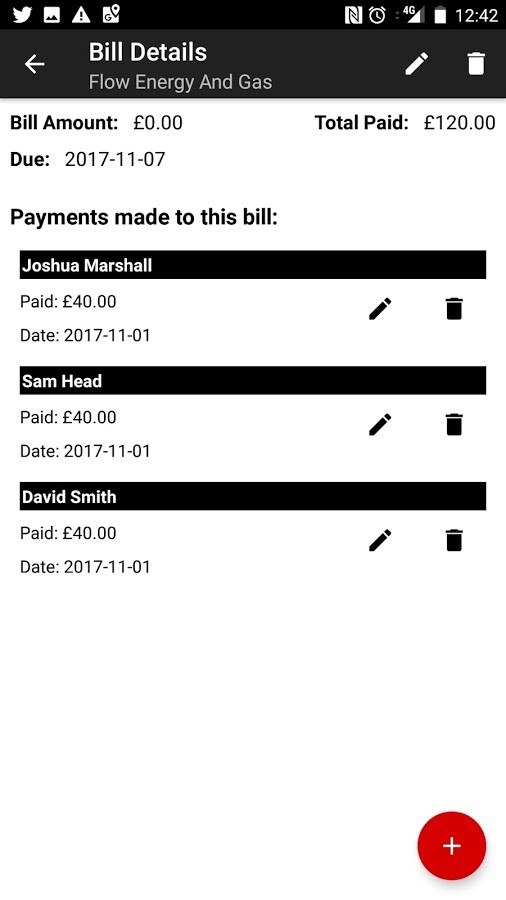 4G 12:42
Bill Details
Flow Energy And Gas
Bill Amount: £0.00 Total Paid: £120.00
Due: 2017-11-07
Payments made to this bill:
Joshua Marshall
Paid: £40.00
Date: 2017-11-01
Sam Head
Paid: £40.00
Date: 2017-11-01
David Smith
Paid: £40.00
Date: 2017-11-01